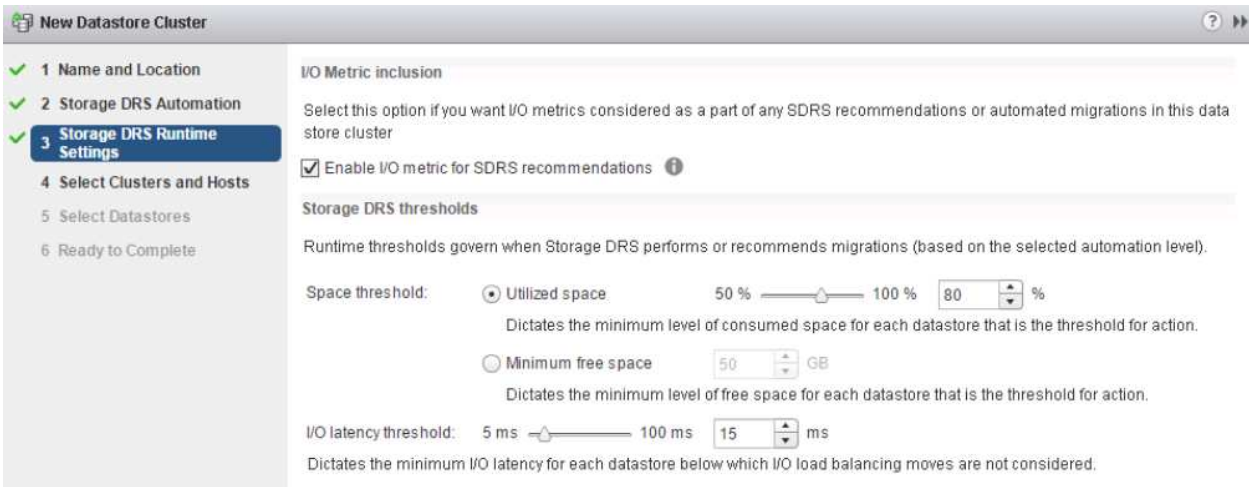 New Datastore Cluster
1 Name and Location
2 Storage DRS Automation
3 Storage DRS Runtime
Settings
4 Select Clusters and Hosts
5 Select Datastores
6 Ready to Complete
I/O Metric inclusion
Select this option if you want I/O metrics considered as a part of any SDRS recommendations or automated migrations in this data
store cluster
Enable I/O metric for SDRS recommendations
Storage DRS thresholds
Runtime thresholds govern when Storage DRS performs or recommends migrations (based on the selected automation level).
Space threshold: Utilized space 50 % 100 % 80 %
Dictates the minimum level of consumed space for each datastore that is the threshold for action.
Minimum free space 50 GB
Dictates the minimum level of free space for each datastore that is the threshold for action.
I/O latency threshold: 5 ms 100 ms 15 ms
Dictates the minimum I/O latency for each datastore below which I/O load balancing moves are not considered.